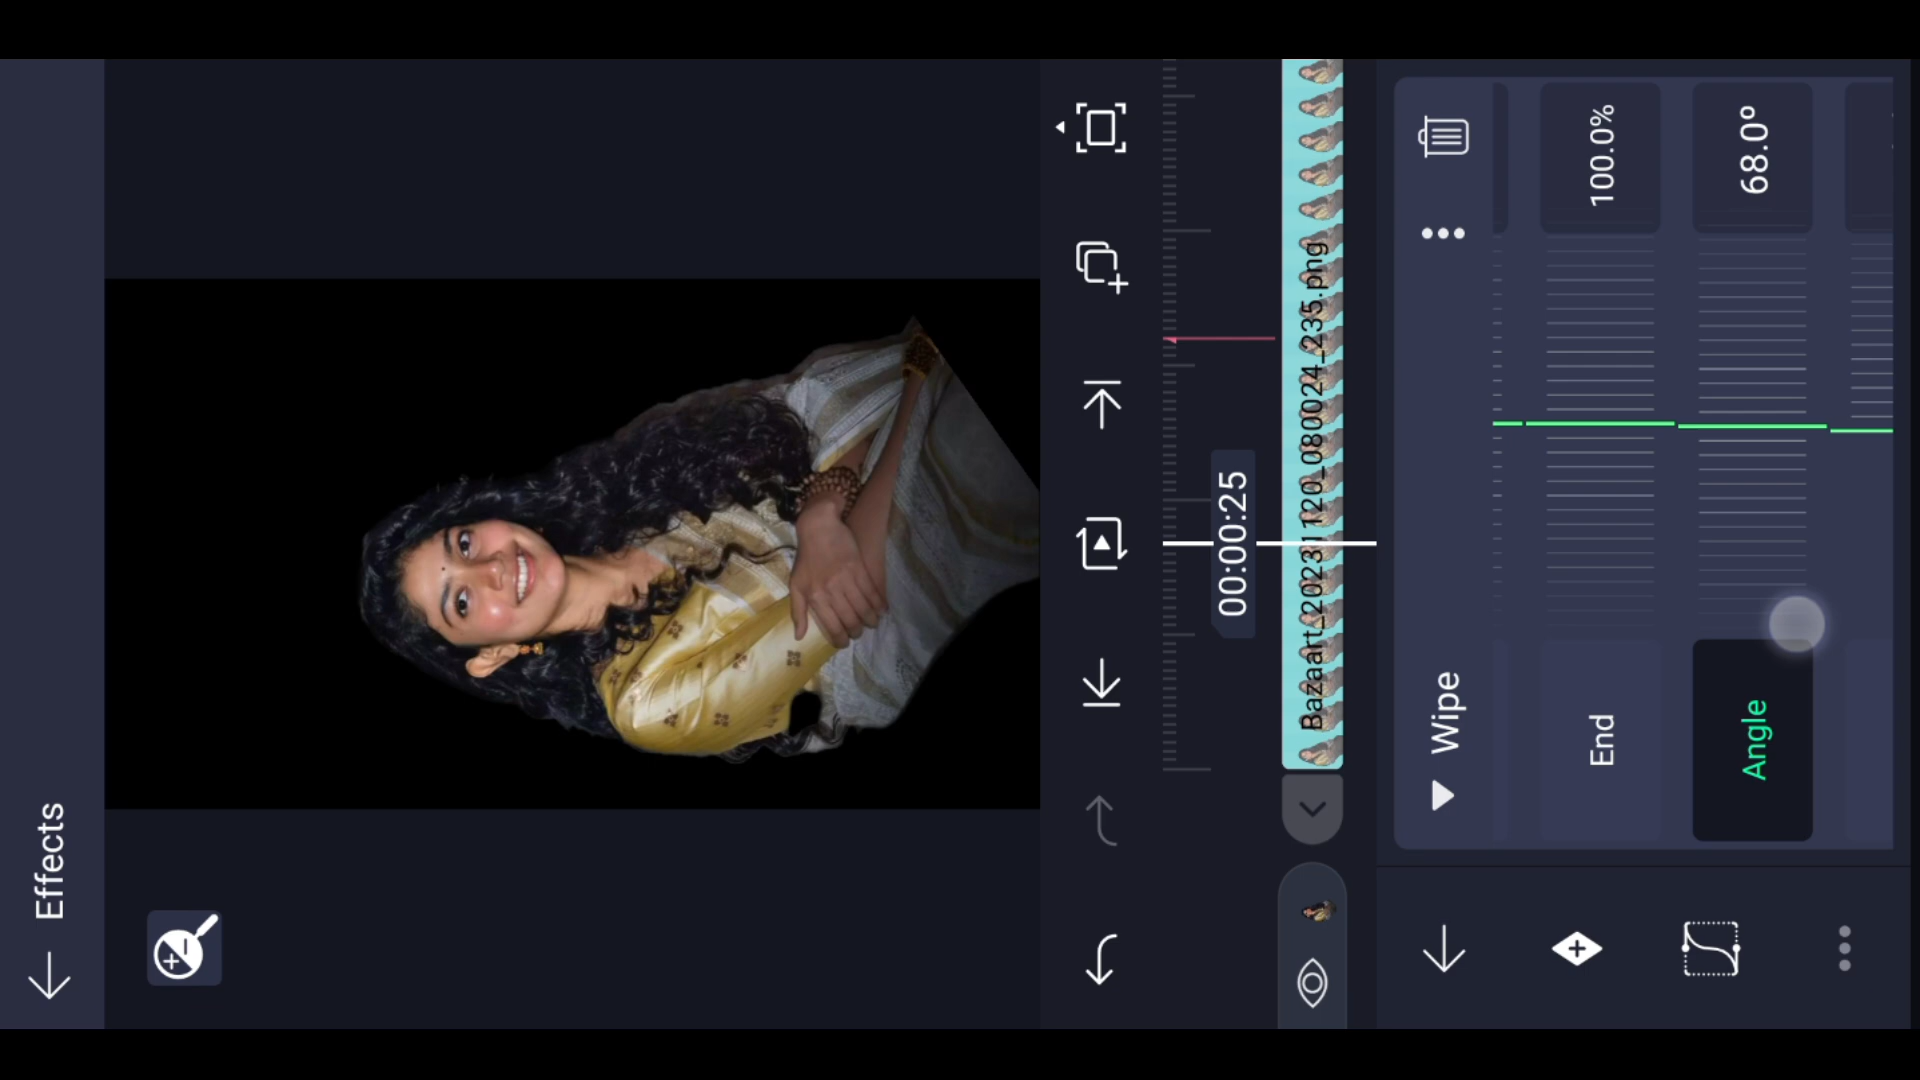 Effects
00:00:25
Bazaart_20231120_080024_235.png
Wipe
End
100.0%
Angle
68.0°